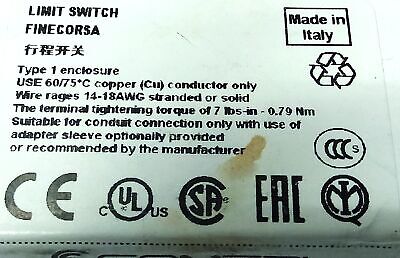 LIMIT SWITCH
FINECORSA
行程开关
Made in
Italy
Type 1 enclosure
USE 60/75°C copper (Cu) conductor only
Wire rages 14-18AWG stranded or solid
The terminal tightening torque of 7 lbs-in - 0.79 Nm
Suitable for conduit connection only with use of
adapter sleeve optionally provided
or recommended by the manufacturer
CCC S
CE
C UL US
SA
EAC